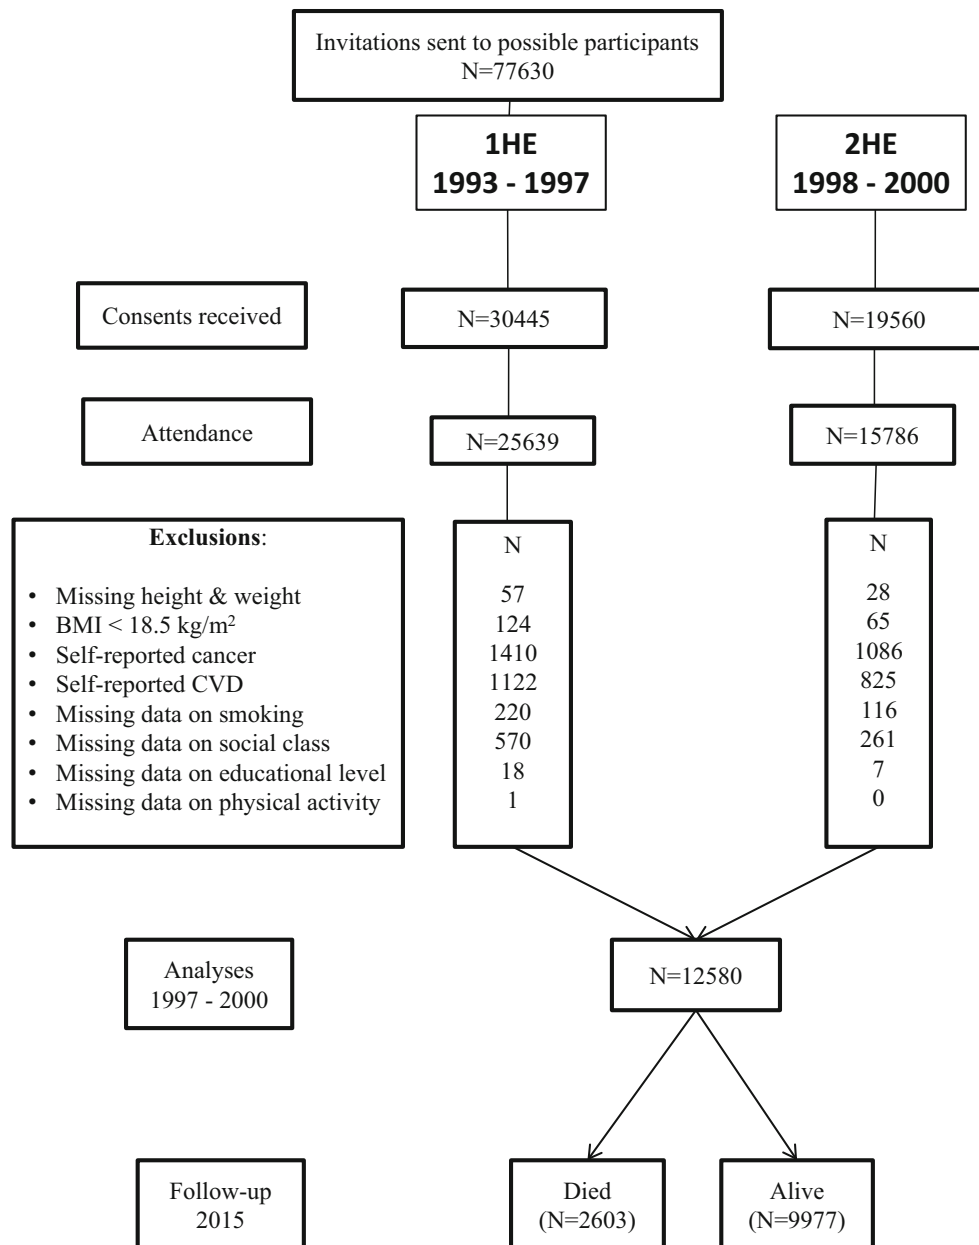 Invitations sent to possible participants
N=77630
1HE
1993 - 1997
2HE
1998 - 2000
Consents received
N=30445
N=19560
Attendance
N=25639
N=15786
Exclusions:
• Missing height & weight
• BMI < 18.5 kg/m²
• Self-reported cancer
• Self-reported CVD
• Missing data on smoking
• Missing data on social class
• Missing data on educational level
• Missing data on physical activity
N
57
124
1410
1122
220
570
18
1
N
28
65
1086
825
116
261
7
0
Analyses
1997 - 2000
N=12580
Follow-up
2015
Died
(N=2603)
Alive
(N=9977)